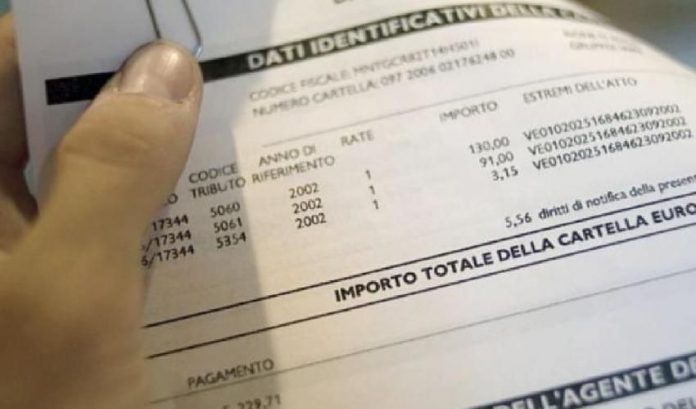 DATI IDENTIFICATIVI DELLA
CODICE FISCALE: MNTGCR82T14H501I
NUMERO CARTELLA: 097 2006 02176248 00
CODICE TRIBUTO ANNO DI RIFERIMENTO RATE IMPORTO ESTREMI DELL'ATTO
17344 5060 2002 1 130,00 VE01020251684623092002
/17344 5061 2002 1 91,00 VE01020251684623092002
/17344 5354 2002 1 3,15 VE01020251684623092002
5,56 diritti di notifica della
IMPORTO TOTALE DELLA CARTELLA EURO
PAGAMENTO
229,71
DELL'AGENTE